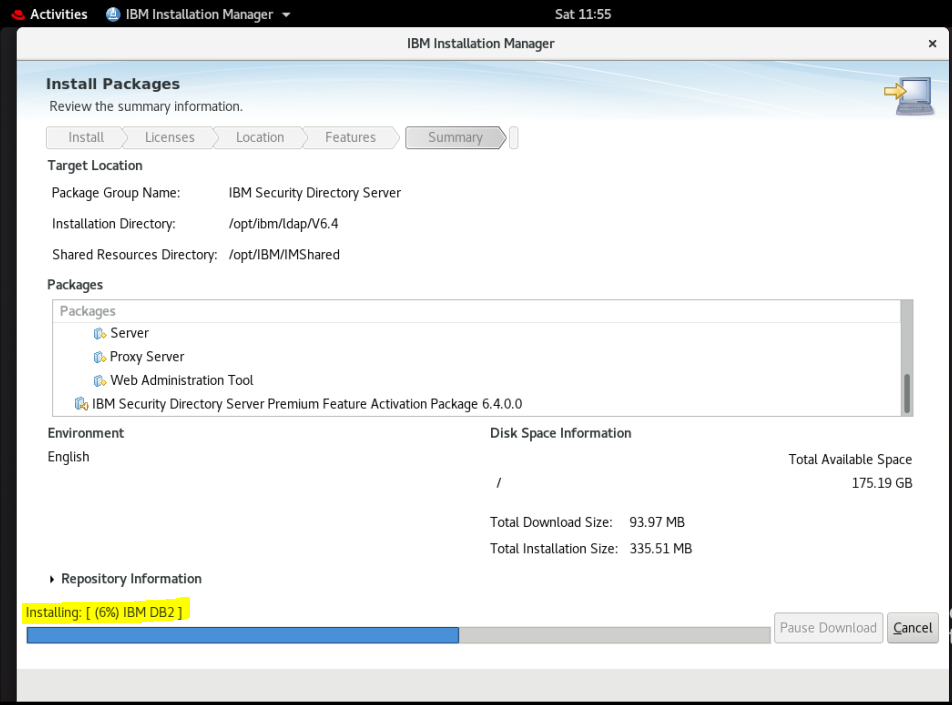 Activities IBM Installation Manager Sat 11:55
IBM Installation Manager ×
Install Packages
Review the summary information.
Install Licenses Location Features Summary
Target Location
Package Group Name: IBM Security Directory Server
Installation Directory: /opt/ibm/ldap/V6.4
Shared Resources Directory: /opt/IBM/IMShared
Packages
Packages
Server
Proxy Server
Web Administration Tool
IBM Security Directory Server Premium Feature Activation Package 6.4.0.0
Environment Disk Space Information
English Total Available Space
/ 175.19 GB
Total Download Size: 93.97 MB
Total Installation Size: 335.51 MB
Repository Information
Installing: [ (6%) IBM DB2 ]
Pause Download Cancel